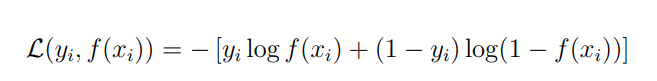 ℒ(yᵢ, f(xᵢ)) = − [yᵢ log f(xᵢ) + (1 − yᵢ) log(1 − f(xᵢ))]